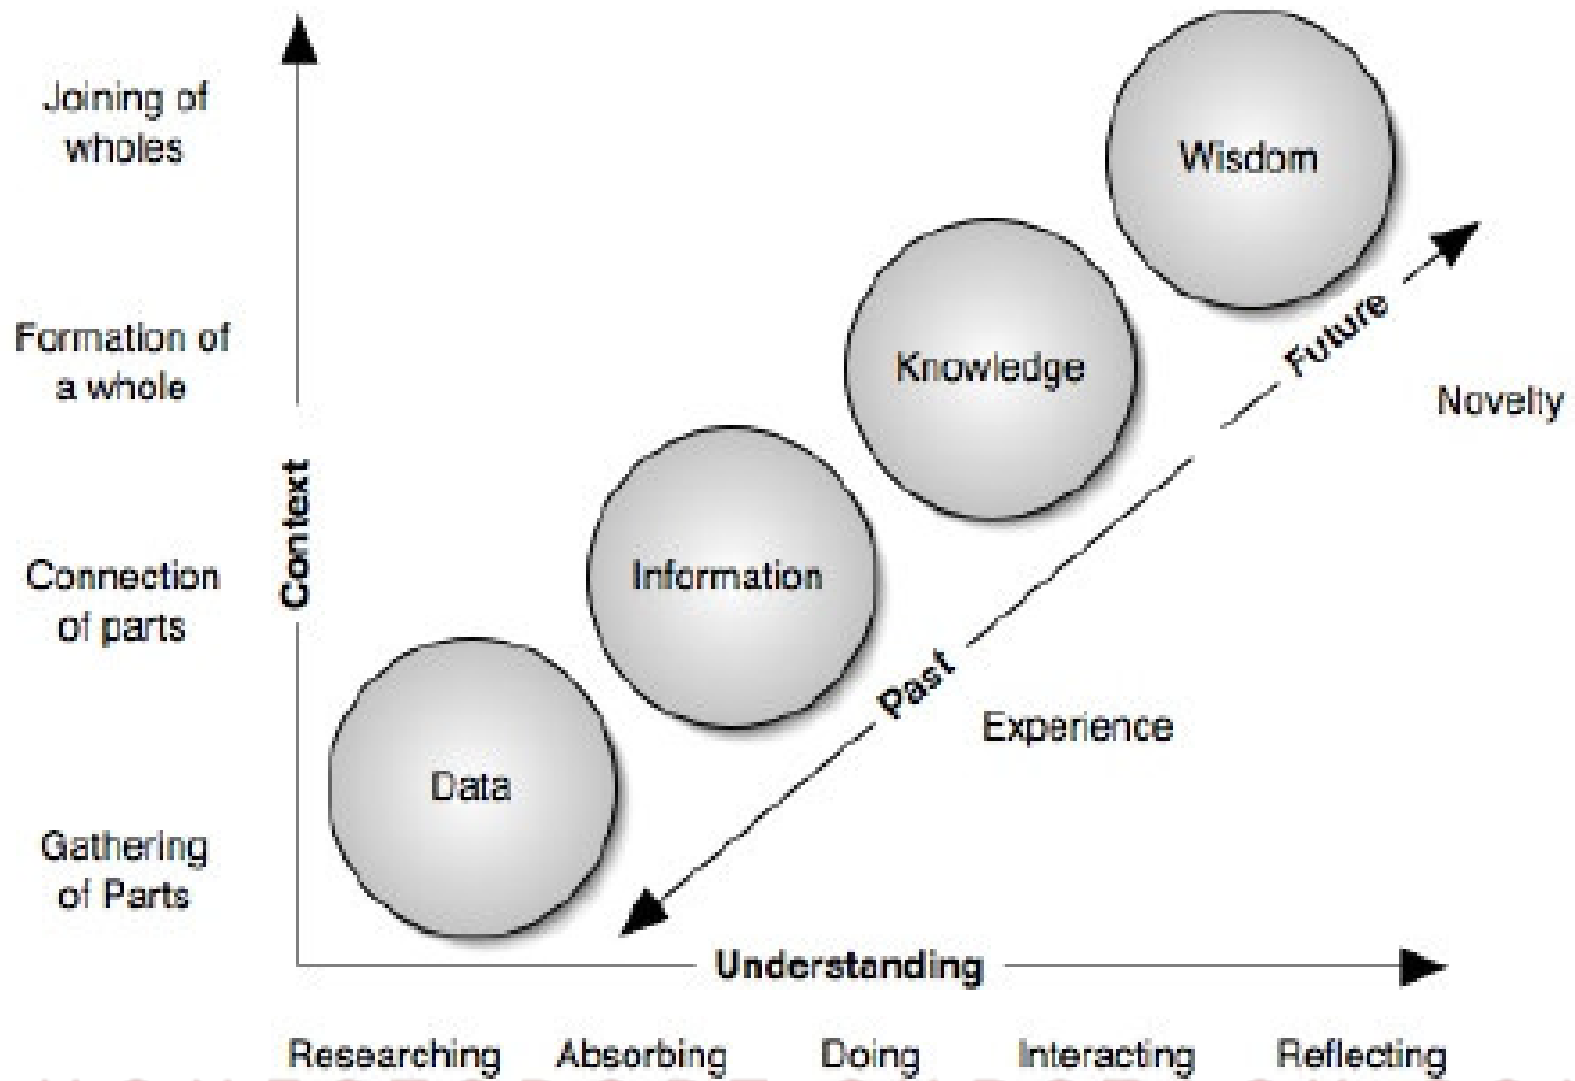 Joining of
wholes
Wisdom
Formation of
a whole
Knowledge
Future
Novelty
Context
Connection
of parts
Information
Past
Experience
Data
Gathering
of Parts
Understanding
Researching Absorbing Doing Interacting Reflecting